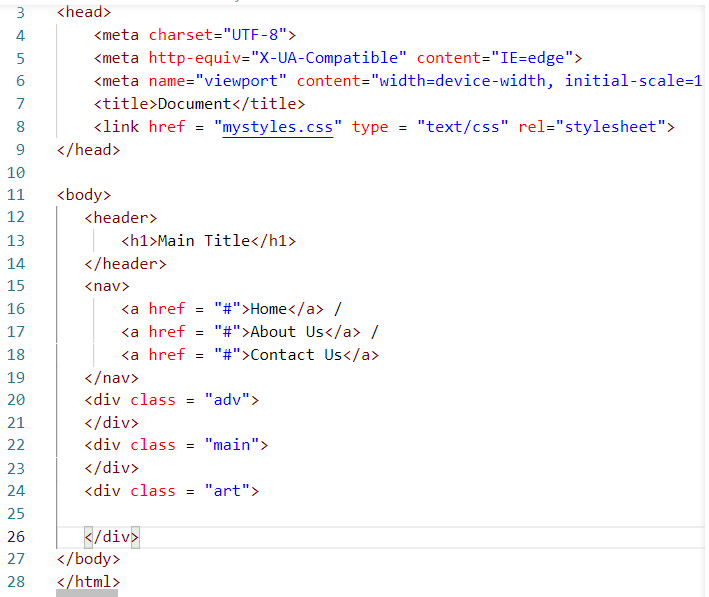 3 <head>
4 <meta charset="UTF-8">
5 <meta http-equiv="X-UA-Compatible" content="IE=edge">
6 <meta name="viewport" content="width=device-width, initial-scale=1
7 <title>Document</title>
8 <link href = "mystyles.css" type = "text/css" rel="stylesheet">
9 </head>
10
11 <body>
12 <header>
13 <h1>Main Title</h1>
14 </header>
15 <nav>
16 <a href = "#">Home</a> /
17 <a href = "#">About Us</a> /
18 <a href = "#">Contact Us</a>
19 </nav>
20 <div class = "adv">
21 </div>
22 <div class = "main">
23 </div>
24 <div class = "art">
25
26 </div>
27 </body>
28 </html>